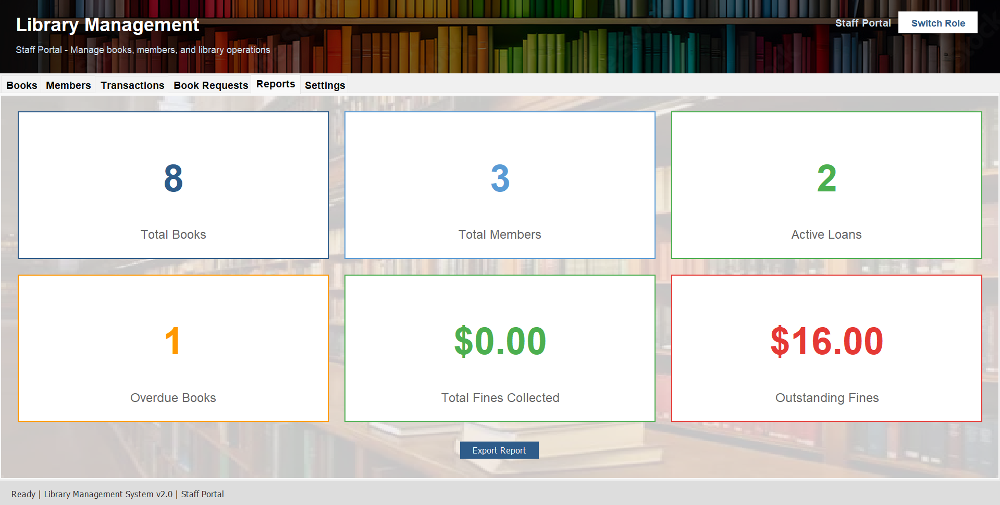 Library Management
Staff Portal - Manage books, members, and library operations
Staff Portal
Switch Role
Books
Members
Transactions
Book Requests
Reports
Settings
8
Total Books
3
Total Members
2
Active Loans
1
Overdue Books
$0.00
Total Fines Collected
$16.00
Outstanding Fines
Export Report
Ready | Library Management System v2.0 | Staff Portal